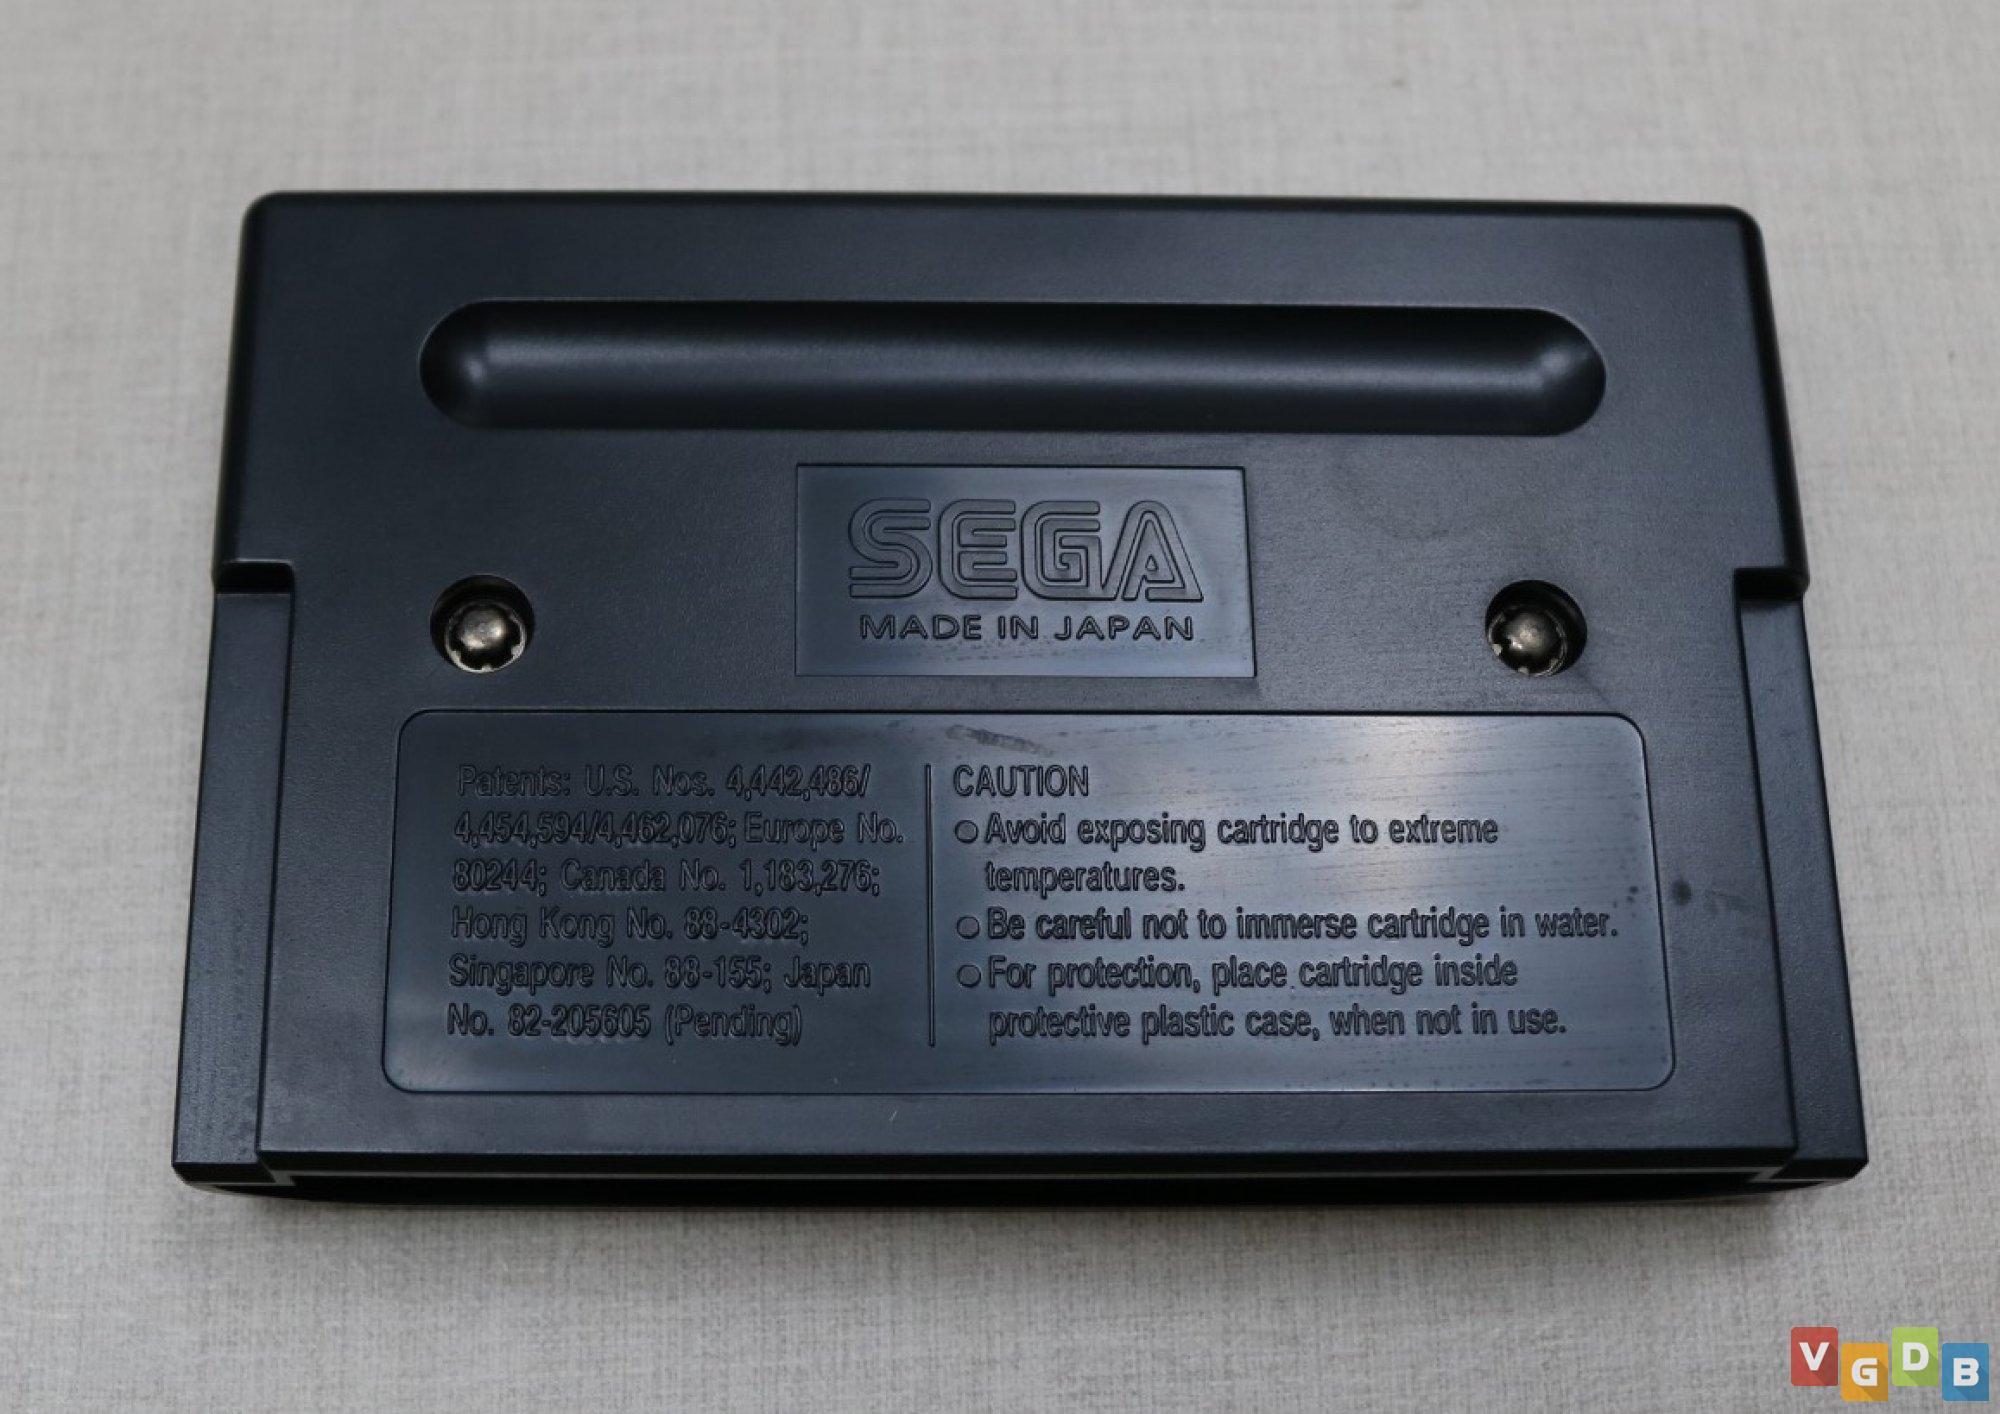 SEGA
MADE IN JAPAN
Patents: U.S. Nos. 4,442,486/
4,454,594/4,462,076; Europe No.
80244; Canada No. 1,183,276;
Hong Kong No. 88-4302;
Singapore No. 88-155; Japan
No. 82-205605 (Pending)
CAUTION
● Avoid exposing cartridge to extreme
temperatures.
● Be careful not to immerse cartridge in water.
● For protection, place cartridge inside
protective plastic case, when not in use.
VGDB